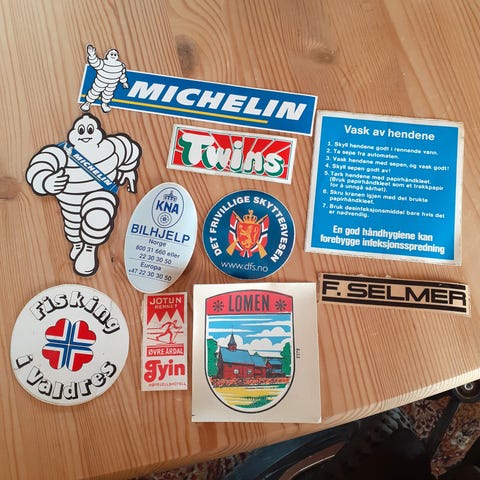 MICHELIN
MICHELIN
Twins
Vask av hendene
1. Skyll hendene godt i rennende vann.
2. Ta sepe fra automaten.
3. Vask hendene med sepen, og vask godt!
4. Skyll sepen godt av!
5. Tørk hendene med papirhåndkleet.
(Bruk papirhåndkleet som et trekkpapir
for å unngå sårhet).
6. Skru kranen igjen med det brukte
papirhåndkleet.
7. Bruk desinfeksjonsmiddel bare hvis det
er nødvendig.
En god håndhygiene kan
forebygge infeksjonsspredning
KNA
BILHJELP
Norge
800 31 660 eller
22 30 30 50
Europa
+47 22 30 30 50
DET FRIVILLIGE SKYTTERVESEN
www.dfs.no
F. SELMER
Fisking
i Valdres
JOTUN
RENNET
ØVRE ÅRDAL
Tyin
HØYFJELLSHOTELL
LOMEN